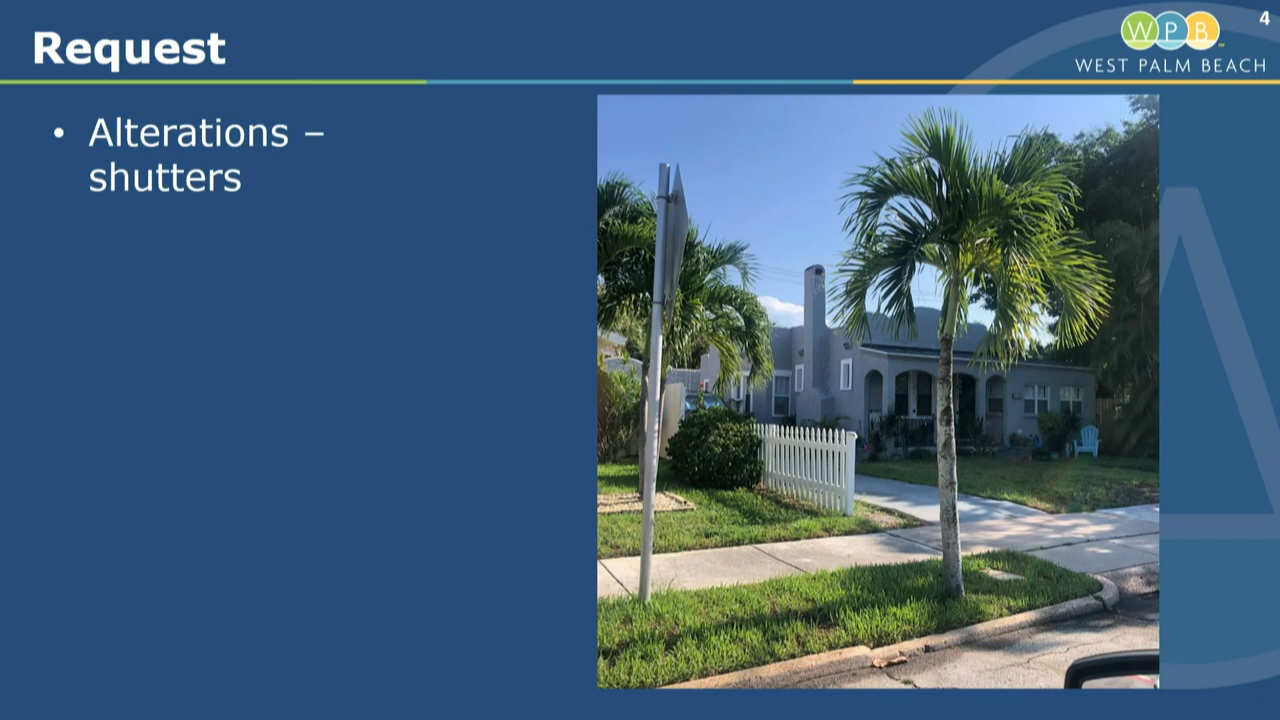 4
Request
WPB
WEST PALM BEACH
• Alterations –
shutters